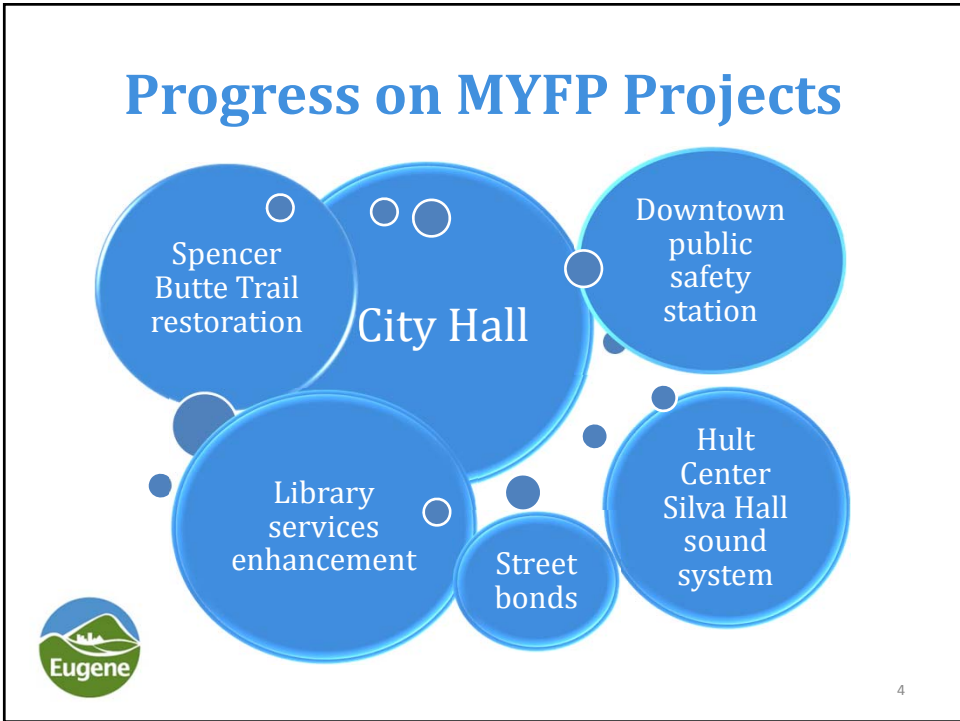 Progress on MYFP Projects
Spencer
Butte Trail
restoration
City Hall
Downtown
public
safety
station
Library
services
enhancement
Street
bonds
Hult
Center
Silva Hall
sound
system
Eugene
4